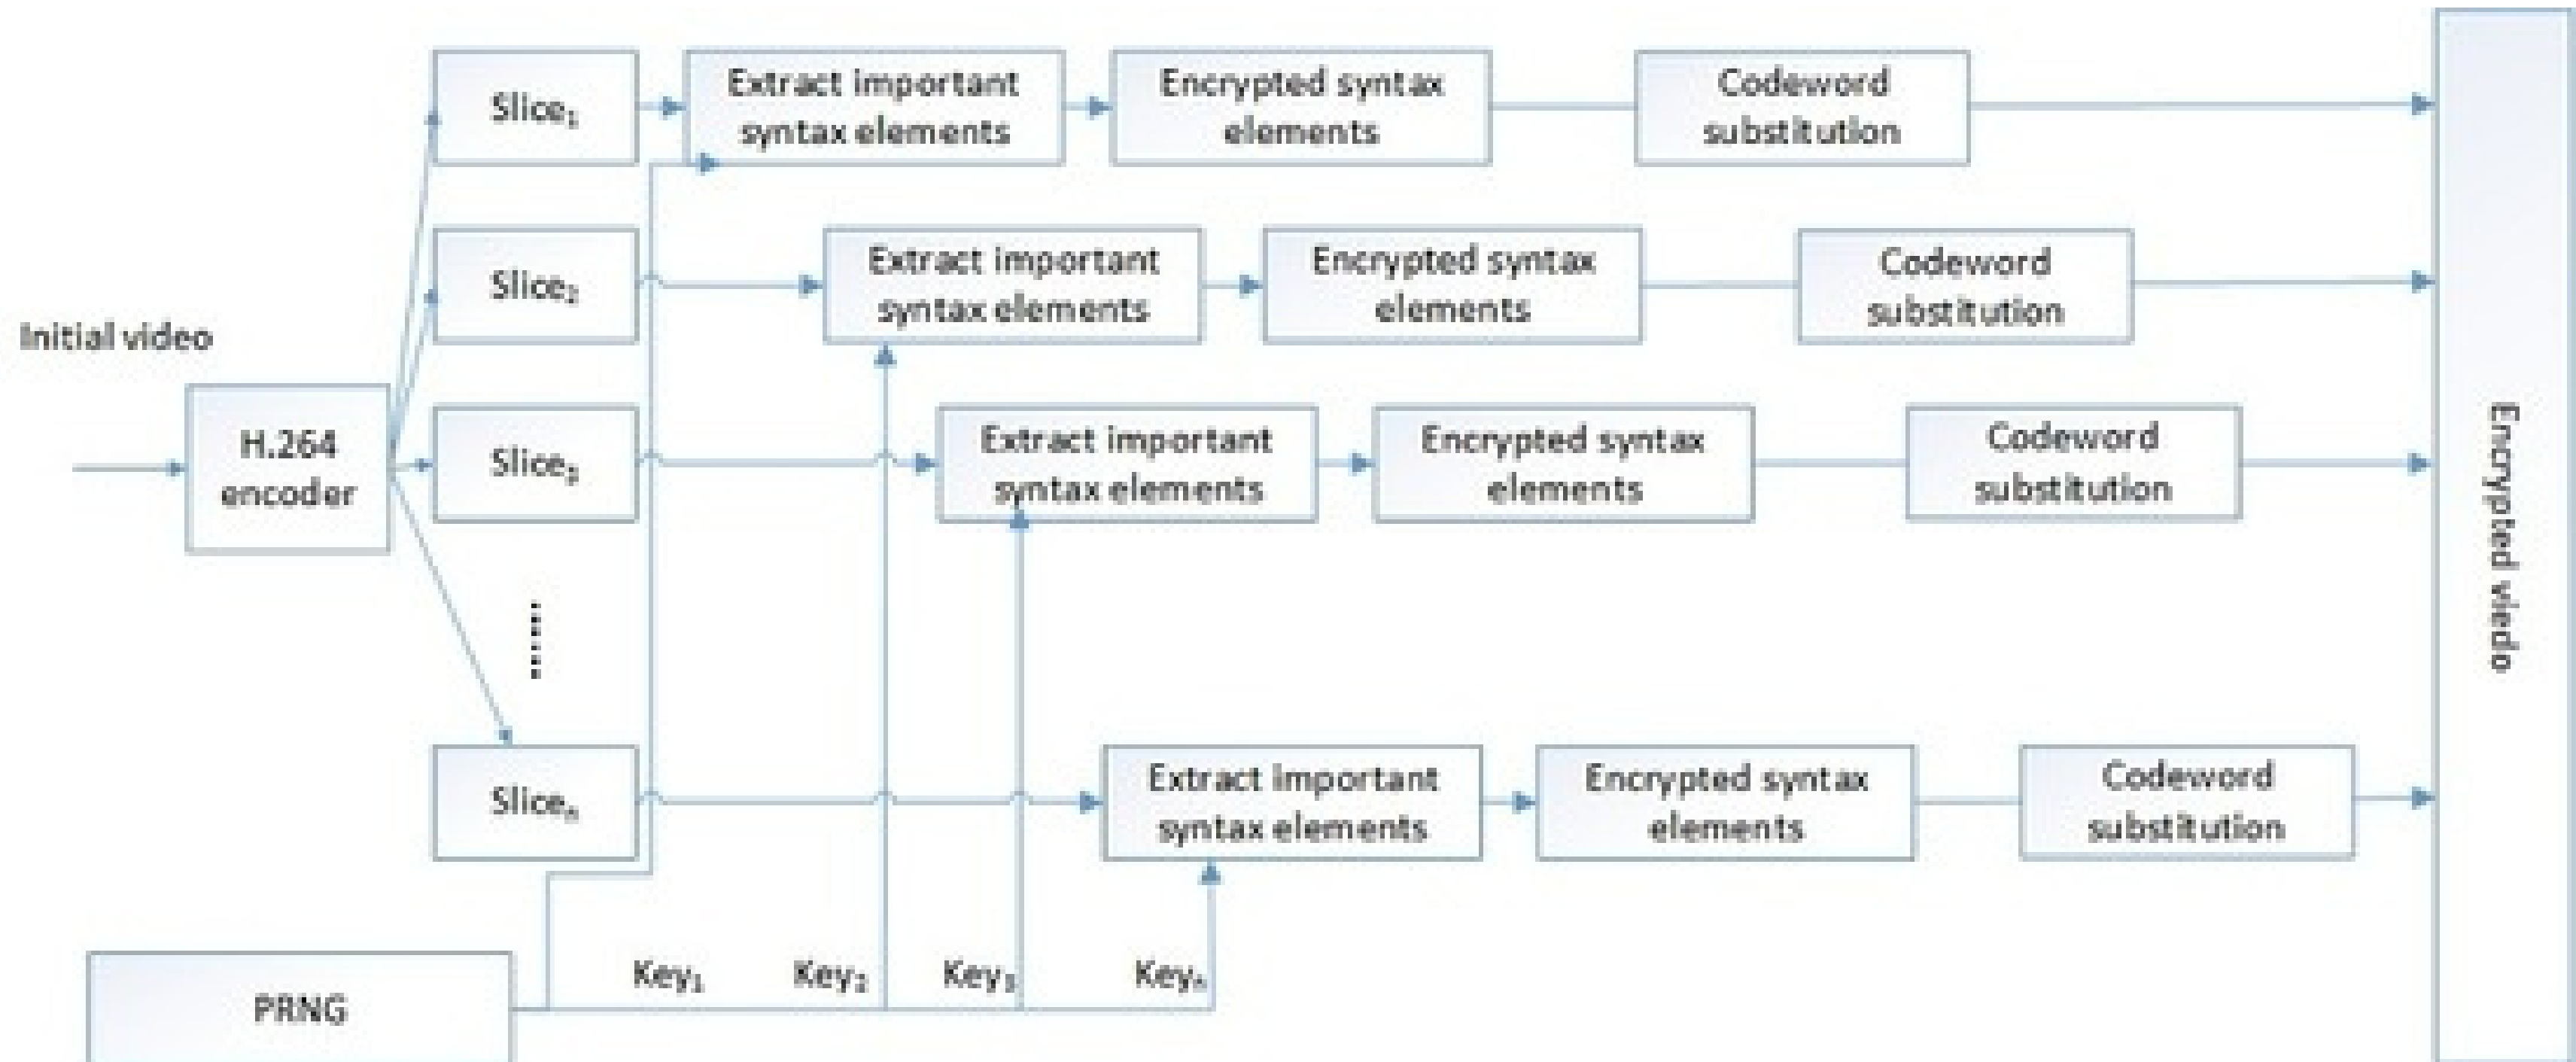 Slice₁
Extract important
syntax elements
Encrypted syntax
elements
Codeword
substitution
Slice₂
Extract important
syntax elements
Encrypted syntax
elements
Codeword
substitution
Initial video
H.264
encoder
Slice₃
Extract important
syntax elements
Encrypted syntax
elements
Codeword
substitution
Encrypted viedo
.......
Sliceₙ
Extract important
syntax elements
Encrypted syntax
elements
Codeword
substitution
PRNG
Key₁
Key₂
Key₃
Keyₙ